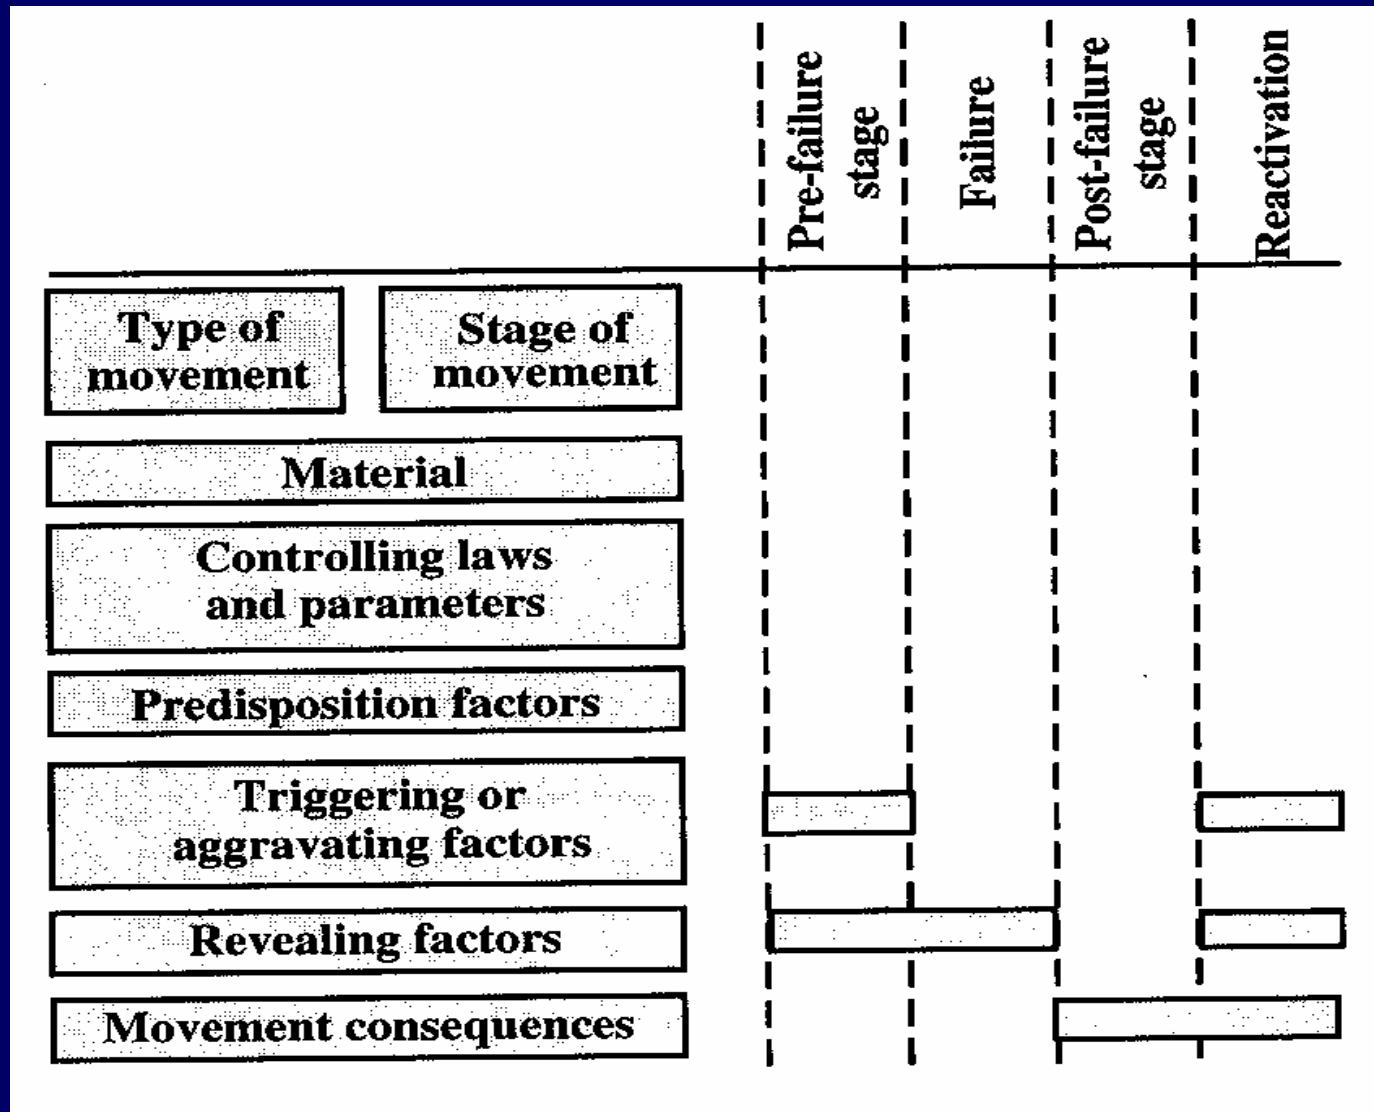 Pre-failure
stage
Failure
Post-failure
stage
Reactivation
Type of
movement
Stage of
movement
Material
Controlling laws
and parameters
Predisposition factors
Triggering or
aggravating factors
Revealing factors
Movement consequences